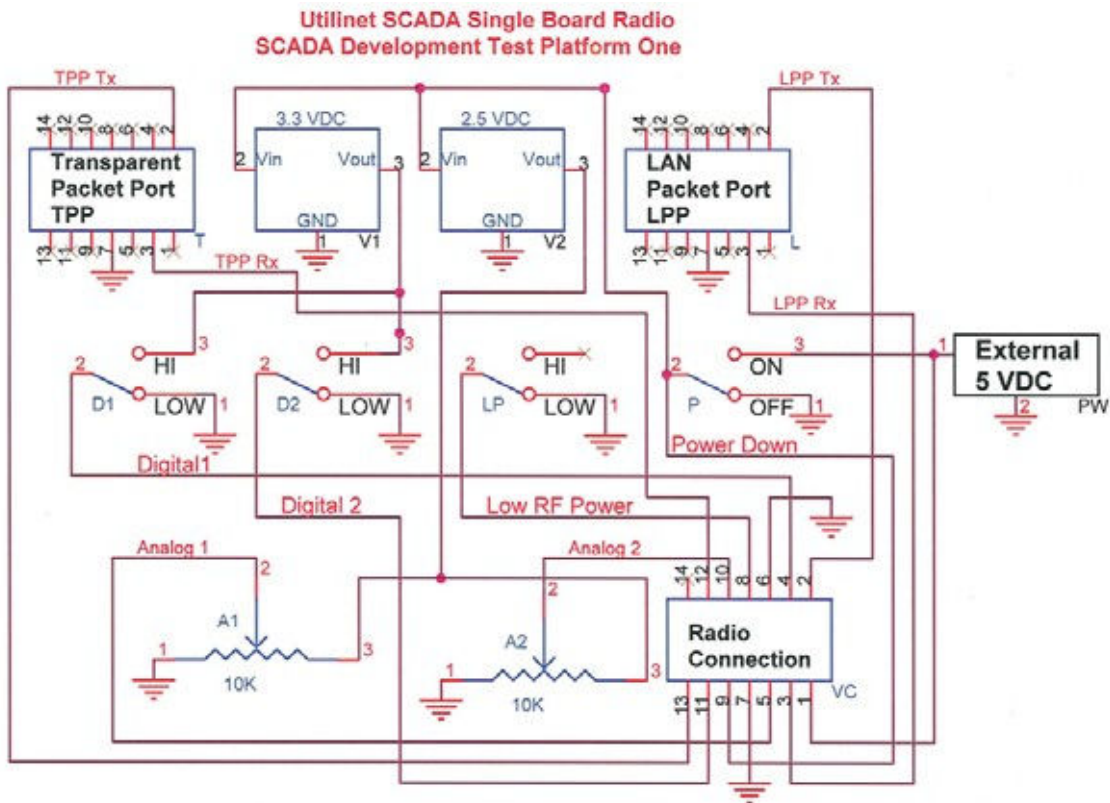 Utilinet SCADA Single Board Radio
SCADA Development Test Platform One
TPP Tx
LPP Tx
14 12 10 8 6 4 2
3.3 VDC
2.5 VDC
14 12 10 8 6 4 2
Transparent
Packet Port
TPP
2 Vin Vout 3
GND
1 V1
2 Vin Vout 3
GND
1 V2
LAN
Packet Port
LPP
T
L
13 11 9 7 5 3 1
13 11 9 7 5 3 1
TPP Rx
LPP Rx
3
HI
2
D1
LOW
1
3
HI
2
D2
LOW
1
HI
2
LP
LOW
1
3
ON
2
P
OFF
1
1
External
5 VDC
2
PW
Power Down
Digital1
Digital 2
Low RF Power
Analog 1
2
A1
1
3
10K
Analog 2
2
A2
1
3
10K
14 12 10 8 6 4 2
Radio
Connection
VC
13 11 9 7 5 3 1